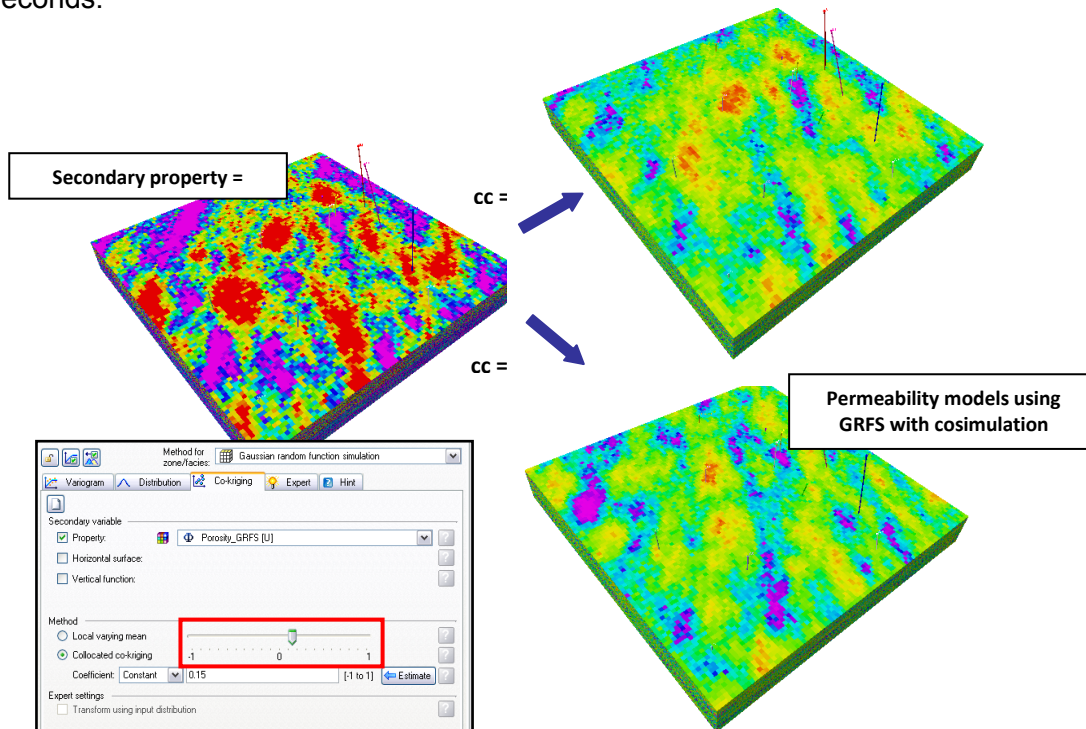 econds.
Secondary property =
cc =
cc =
Permeability models using
GRFS with cosimulation
Method for
zone/facies:
Gaussian random function simulation
Variogram
Distribution
Co-kriging
Expert
Hint
Secondary variable
Property:
Φ Porosity_GRFS [U]
?
Horizontal surface:
?
Vertical function:
?
Method
Local varying mean
?
Collocated co-kriging
-1 0 1
?
Coefficient: Constant 0.15 [-1 to 1] Estimate ?
Expert settings
Transform using input distribution
?